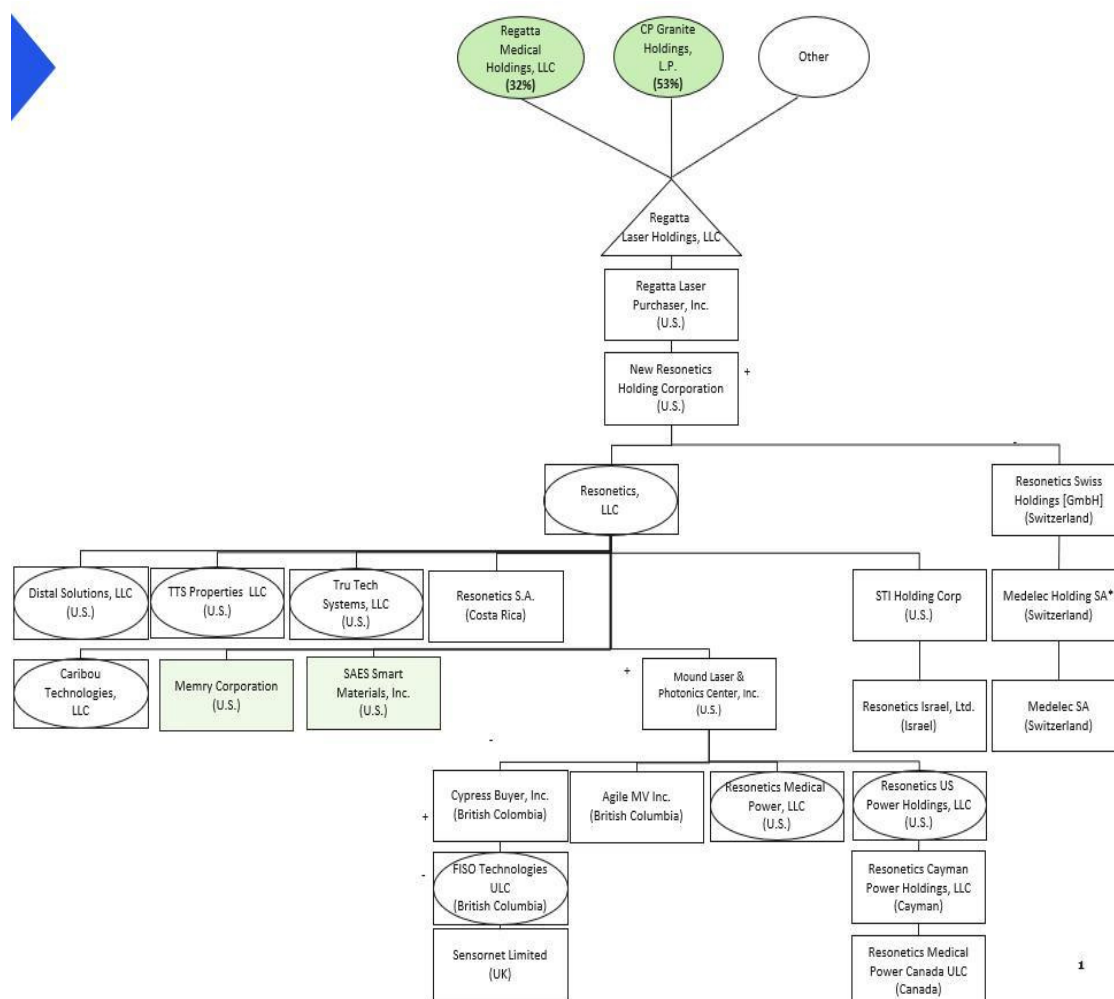 Regatta
Medical
Holdings, LLC
(32%)
CP Granite
Holdings,
L.P.
(53%)
Other
Regatta
Laser Holdings, LLC
Regatta Laser
Purchaser, Inc.
(U.S.)
New Resonetics
Holding Corporation
(U.S.)
+
-
Resonetics,
LLC
Resonetics Swiss
Holdings [GmbH]
(Switzerland)
Distal Solutions, LLC
(U.S.)
TTS Properties LLC
(U.S.)
Tru Tech
Systems, LLC
(U.S.)
Resonetics S.A.
(Costa Rica)
STI Holding Corp
(U.S.)
Medelec Holding SA*
(Switzerland)
Caribou
Technologies,
LLC
Memry Corporation
(U.S.)
SAES Smart
Materials, Inc.
(U.S.)
+
Mound Laser &
Photonics Center, Inc.
(U.S.)
Resonetics Israel, Ltd.
(Israel)
Medelec SA
(Switzerland)
-
Cypress Buyer, Inc.
(British Colombia)
Agile MV Inc.
(British Columbia)
Resonetics Medical
Power, LLC
(U.S.)
Resonetics US
Power Holdings, LLC
(U.S.)
+
-
FISO Technologies
ULC
(British Columbia)
Resonetics Cayman
Power Holdings, LLC
(Cayman)
Sensornet Limited
(UK)
Resonetics Medical
Power Canada ULC
(Canada)
1